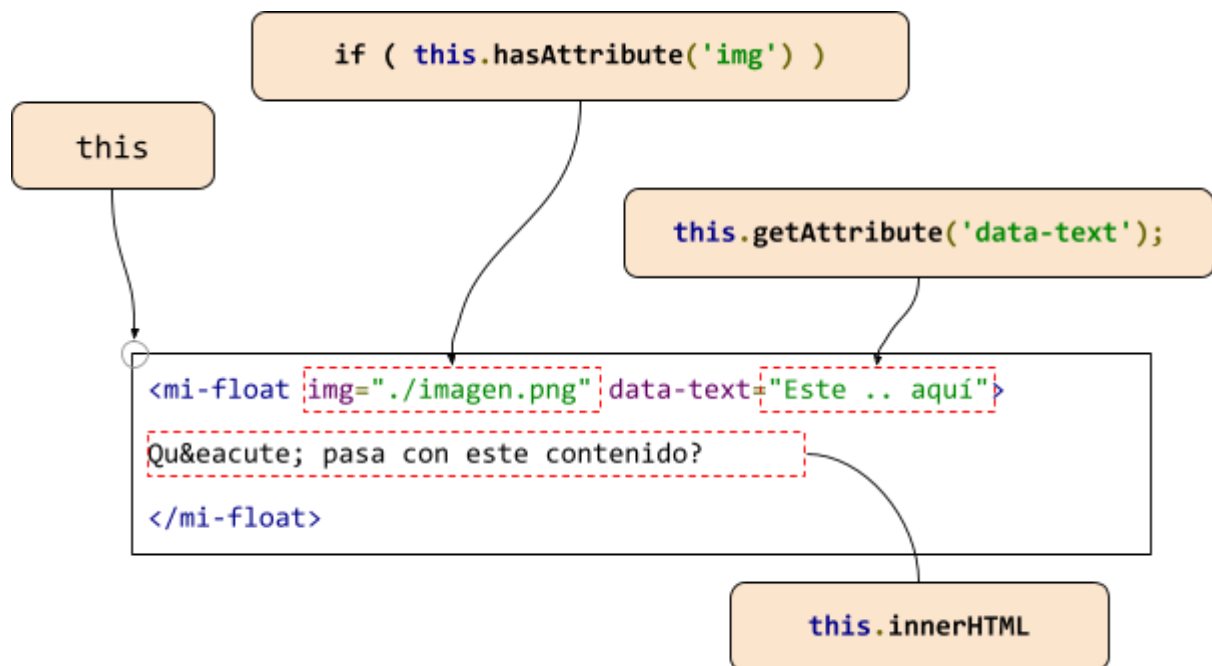 if ( this.hasAttribute('img') )
this
this.getAttribute('data-text');
<mi-float img="./imagen.png" data-text="Este .. aquí">
Qu&eacute; pasa con este contenido?
</mi-float>
this.innerHTML